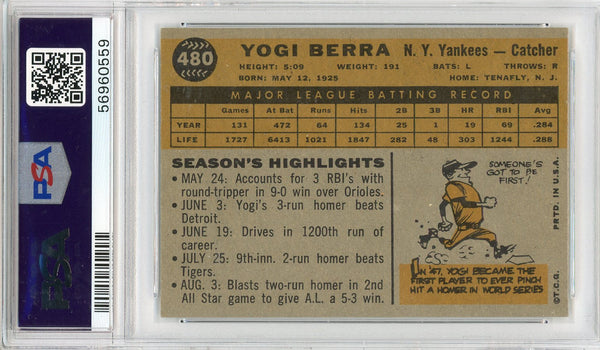 56960559
PSA
PSA
480
YOGI BERRA N. Y. Yankees — Catcher
HEIGHT: 5:09 WEIGHT: 191 BATS: L THROWS: R
BORN: MAY 12, 1925 HOME: TENAFLY, N. J.
MAJOR LEAGUE BATTING RECORD
Games At Bat Runs Hits 2B 3B HR RBI Avg.
YEAR 131 472 64 134 25 1 19 69 .284
LIFE 1727 6413 1021 1847 282 48 303 1244 .288
SEASON'S HIGHLIGHTS
• MAY 24: Accounts for 3 RBI's with
round-tripper in 9-0 win over Orioles.
• JUNE 3: Yogi's 3-run homer beats
Detroit.
• JUNE 19: Drives in 1200th run of
career.
• JULY 25: 9th-inn. 2-run homer beats
Tigers.
• AUG. 3: Blasts two-run homer in 2nd
All Star game to give A.L. a 5-3 win.
SOMEONE'S
GOT TO BE
FIRST!
IN '47, YOGI BECAME THE
FIRST PLAYER TO EVER PINCH
HIT A HOMER IN WORLD SERIES
©T.C.G. PRTD. IN U.S.A.